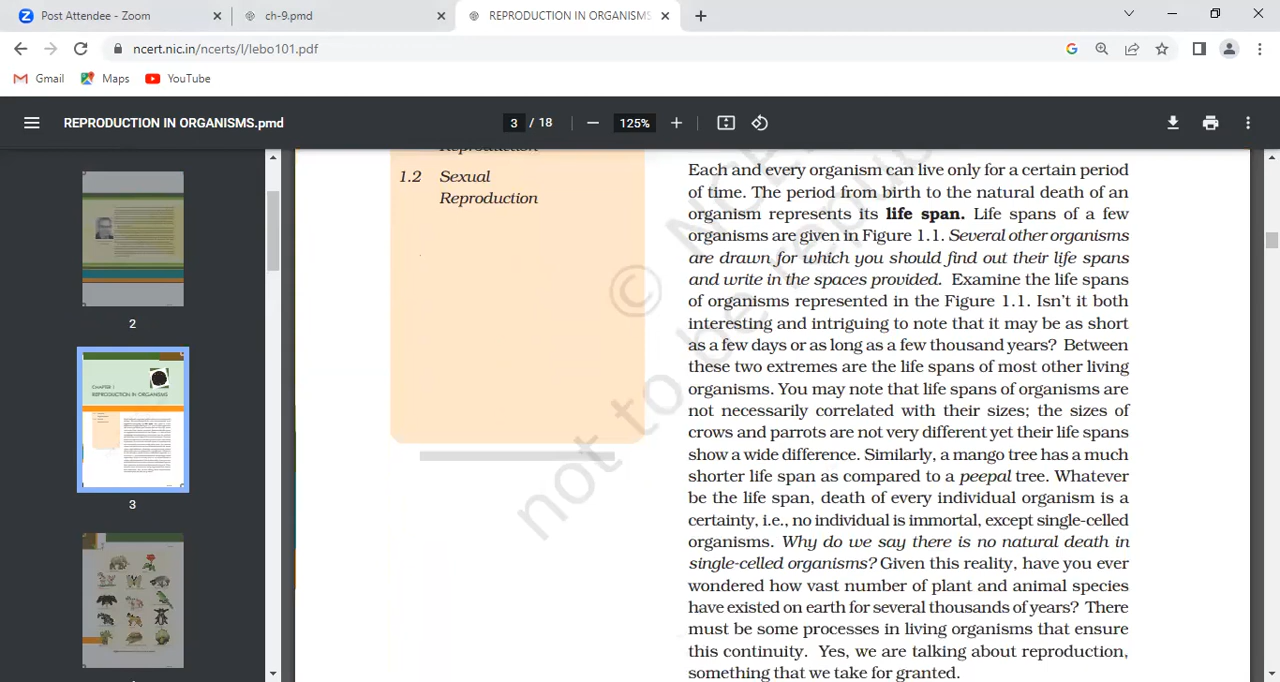 Post Attendee - Zoom
ch-9.pmd
REPRODUCTION IN ORGANISMS
ncert.nic.in/ncerts/l/lebo101.pdf
Gmail
Maps
YouTube
REPRODUCTION IN ORGANISMS.pmd
3 / 18
125%
2
CHAPTER 1
REPRODUCTION IN ORGANISMS
3
Reproduction
1.2 Sexual
Reproduction
Each and every organism can live only for a certain period
of time. The period from birth to the natural death of an
organism represents its life span. Life spans of a few
organisms are given in Figure 1.1. Several other organisms
are drawn for which you should find out their life spans
and write in the spaces provided. Examine the life spans
of organisms represented in the Figure 1.1. Isn't it both
interesting and intriguing to note that it may be as short
as a few days or as long as a few thousand years? Between
these two extremes are the life spans of most other living
organisms. You may note that life spans of organisms are
not necessarily correlated with their sizes; the sizes of
crows and parrots are not very different yet their life spans
show a wide difference. Similarly, a mango tree has a much
shorter life span as compared to a peepal tree. Whatever
be the life span, death of every individual organism is a
certainty, i.e., no individual is immortal, except single-celled
organisms. Why do we say there is no natural death in
single-celled organisms? Given this reality, have you ever
wondered how vast number of plant and animal species
have existed on earth for several thousands of years? There
must be some processes in living organisms that ensure
this continuity. Yes, we are talking about reproduction,
something that we take for granted.
© NCE
not to be repu